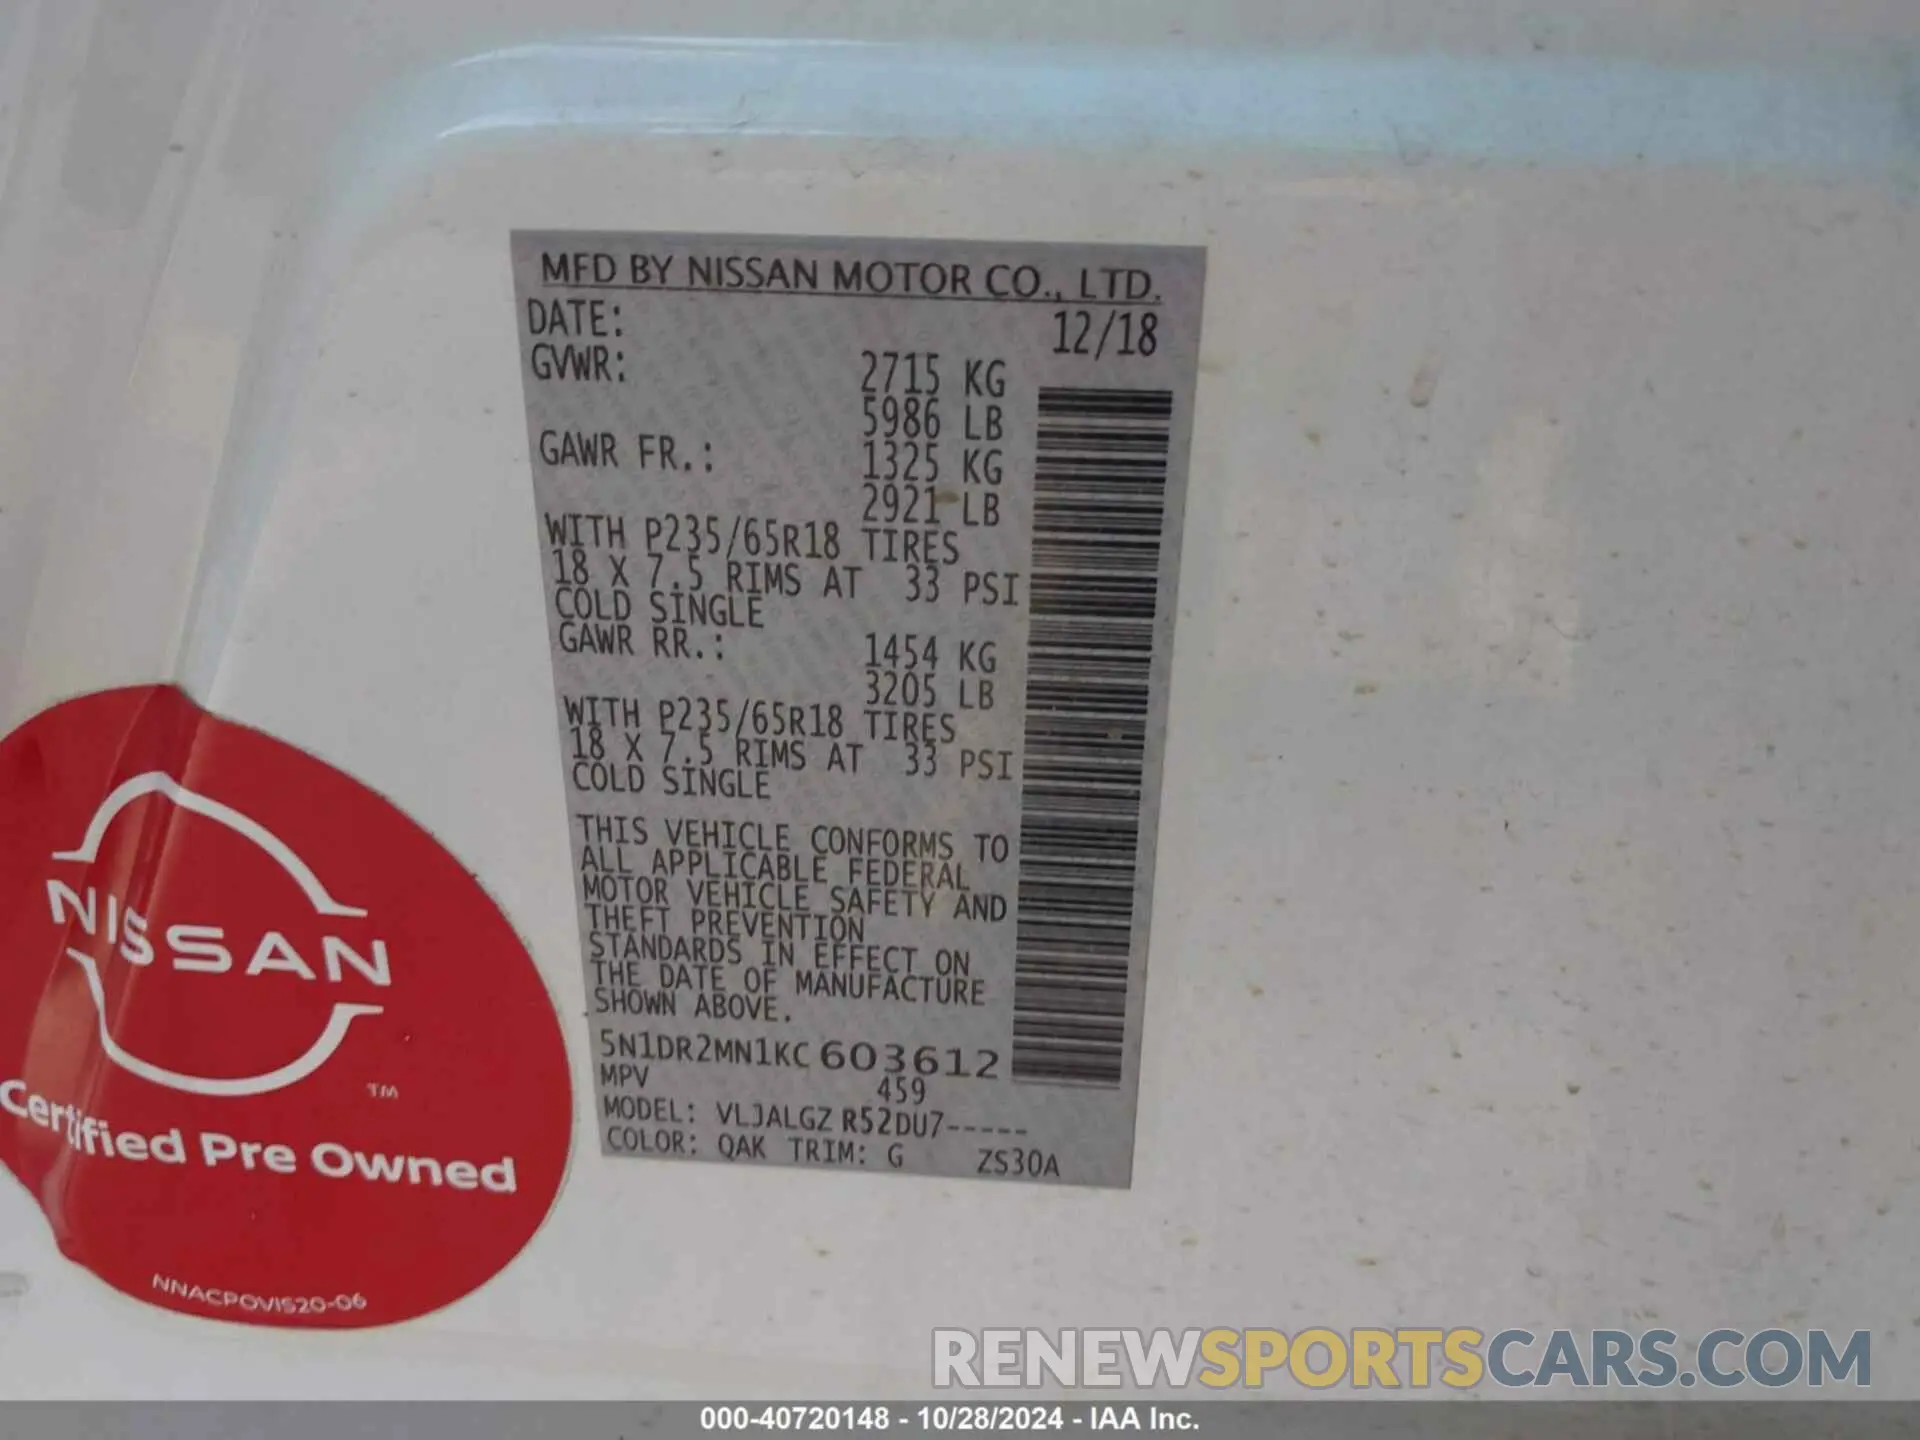 MFD BY NISSAN MOTOR CO., LTD.
DATE: 12/18
GVWR: 2715 KG
5986 LB
GAWR FR.: 1325 KG
2921 LB
WITH P235/65R18 TIRES
18 X 7.5 RIMS AT 33 PSI
COLD SINGLE
GAWR RR.: 1454 KG
3205 LB
WITH P235/65R18 TIRES
18 X 7.5 RIMS AT 33 PSI
COLD SINGLE
THIS VEHICLE CONFORMS TO
ALL APPLICABLE FEDERAL
MOTOR VEHICLE SAFETY AND
THEFT PREVENTION
STANDARDS IN EFFECT ON
THE DATE OF MANUFACTURE
SHOWN ABOVE.
5N1DR2MN1KC603612
MPV 459
MODEL: VLJALGZ R52DU7-----
COLOR: QAK TRIM: G ZS30A
NISSAN
TM
Certified Pre Owned
NNACPOVIS20-06
RENEWSPORTSCARS.COM
000-40720148 - 10/28/2024 - IAA Inc.